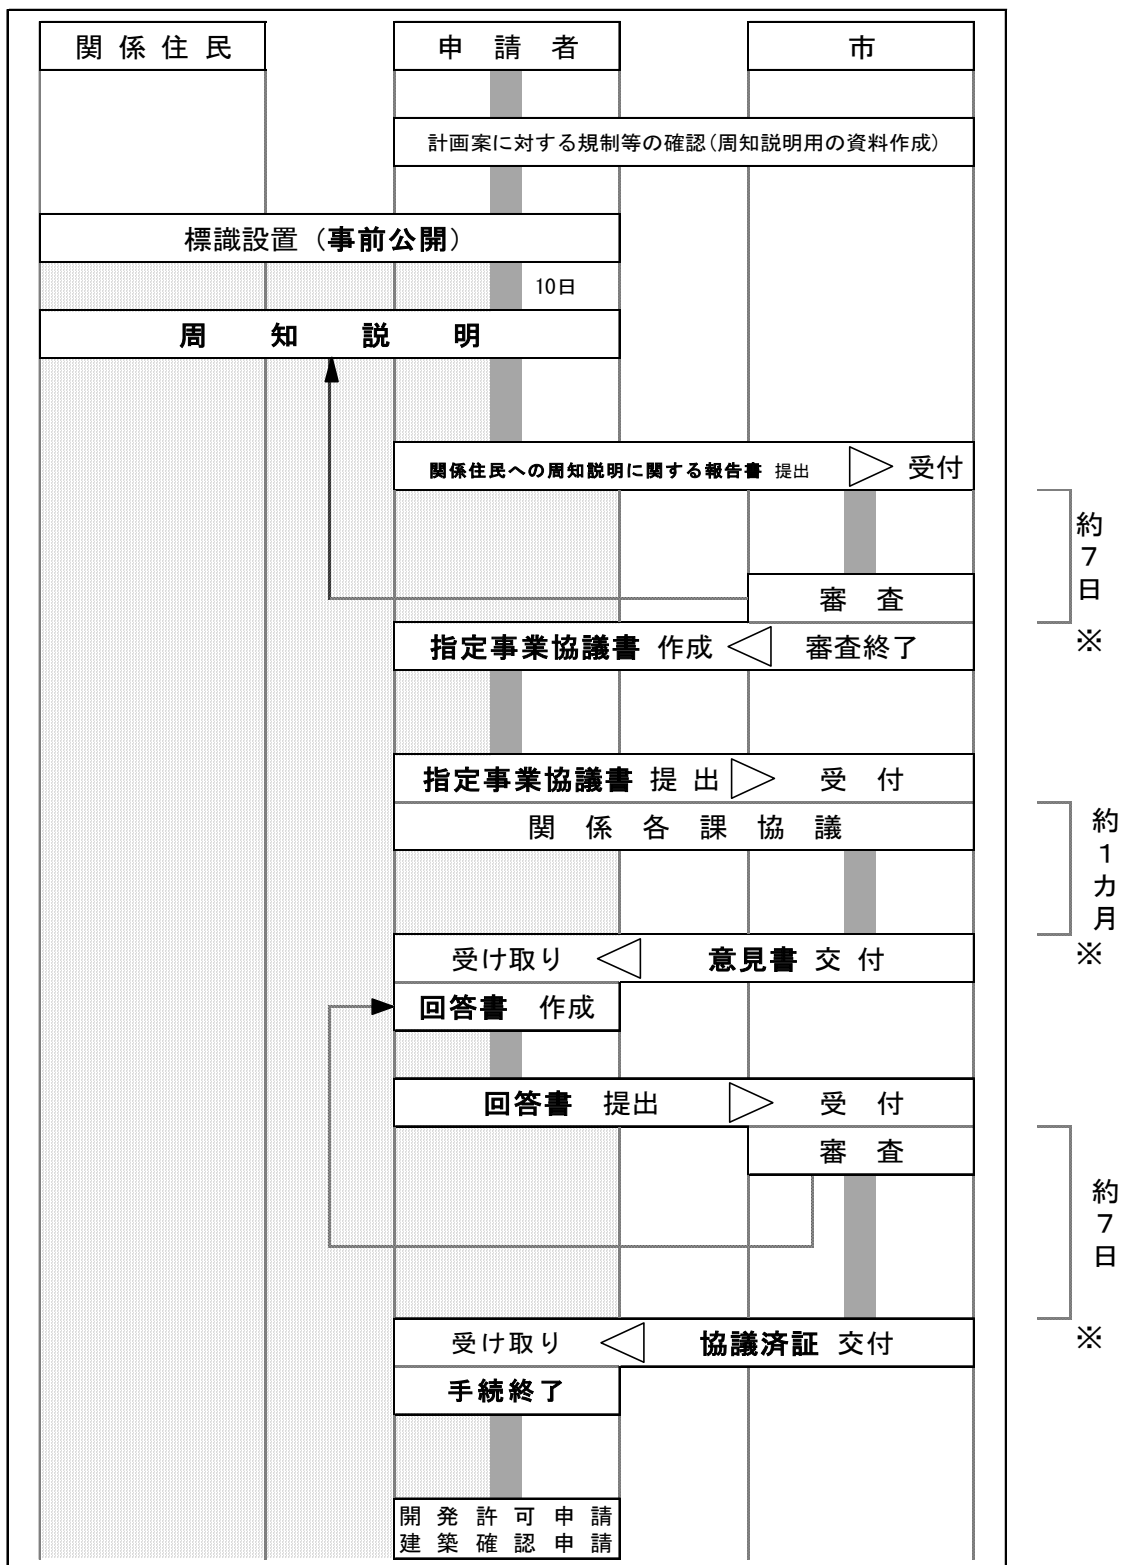 関係住民
申請者
市
計画案に対する規制等の確認(周知説明用の資料作成)
標識設置（事前公開）
10日
周知説明
関係住民への周知説明に関する報告書 提出
受付
約7日
※
審査
指定事業協議書 作成
審査終了
指定事業協議書 提出
受付
関係各課協議
約1カ月
※
受け取り
意見書 交付
回答書 作成
回答書 提出
受付
審査
約7日
※
受け取り
協議済証 交付
手続終了
開発許可申請
建築確認申請